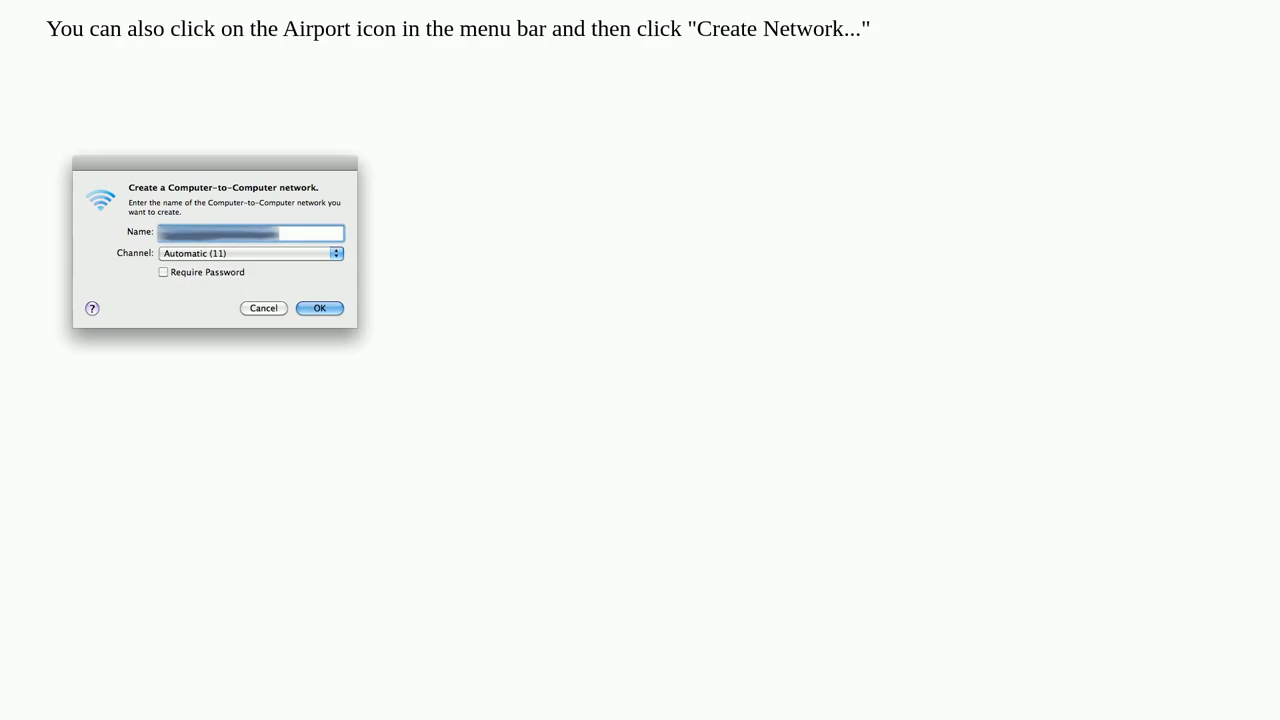 You can also click on the Airport icon in the menu bar and then click "Create Network..."
Create a Computer-to-Computer network.
Enter the name of the Computer-to-Computer network you
want to create.
Name:
Channel: Automatic (11)
Require Password
? Cancel OK